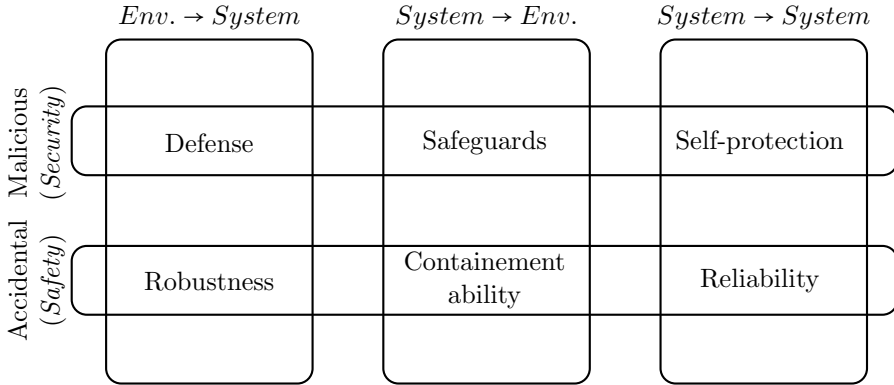 Env. → System
System → Env.
System → System
Malicious
(Security)
Defense
Safeguards
Self-protection
Accidental
(Safety)
Robustness
Containement
ability
Reliability